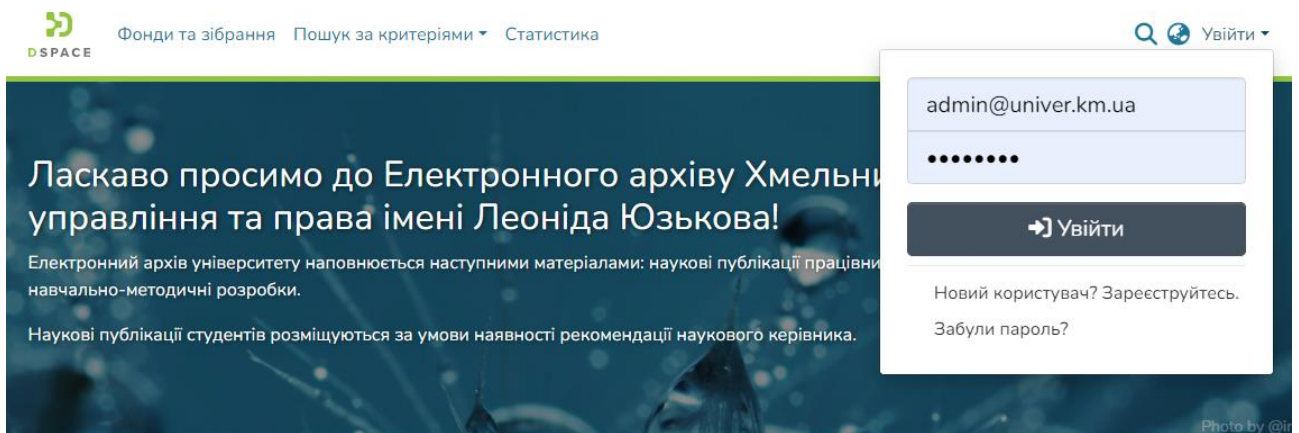 DSPACE
Фонди та зібрання Пошук за критеріями Статистика Увійти
admin@univer.km.ua
••••••••
Увійти
Новий користувач? Зареєструйтесь.
Забули пароль?
Ласкаво просимо до Електронного архіву
управління та права імені Леоніда Юзькова!
Електронний архів університету наповнюється наступними матеріалами: наукові публікації
навчально-методичні розробки.
Наукові публікації студентів розміщуються за умови наявності рекомендації наукового керівника.
Photo by